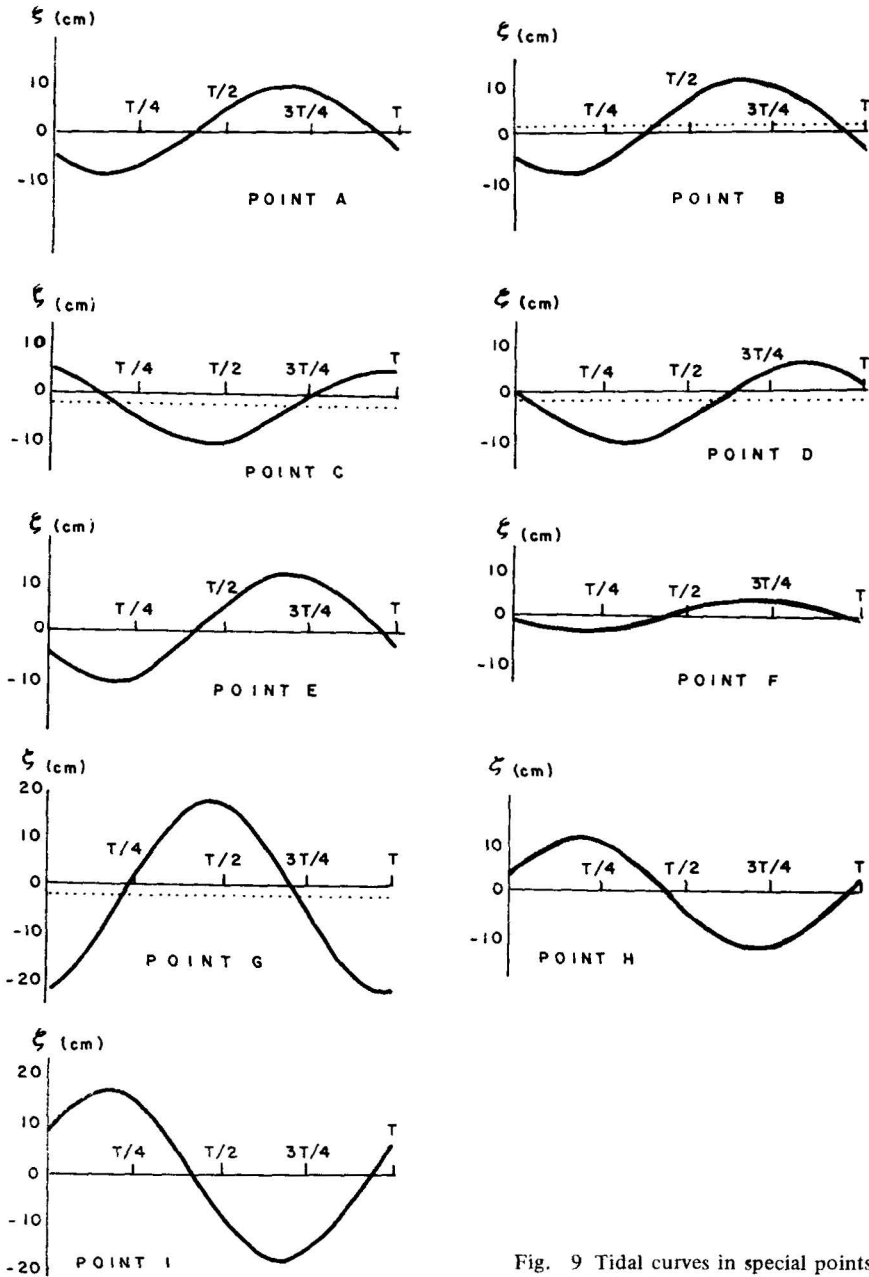 ξ (cm)
10
T/4
T/2
3T/4
T
0
-10
POINT A
ξ (cm)
10
T/4
T/2
3T/4
T
0
-10
POINT B
ξ (cm)
10
T/4
T/2
3T/4
T
0
-10
POINT C
ξ (cm)
10
T/4
T/2
3T/4
T
0
-10
POINT D
ξ (cm)
10
T/4
T/2
3T/4
T
0
-10
POINT E
ξ (cm)
10
T/4
T/2
3T/4
T
0
-10
POINT F
ξ (cm)
20
10
T/4
T/2
3T/4
T
0
-10
-20
POINT G
ξ (cm)
10
T/4
T/2
3T/4
T
0
-10
POINT H
ξ (cm)
20
10
T/4
T/2
3T/4
T
0
-10
-20
POINT I
Fig. 9 Tidal curves in special points